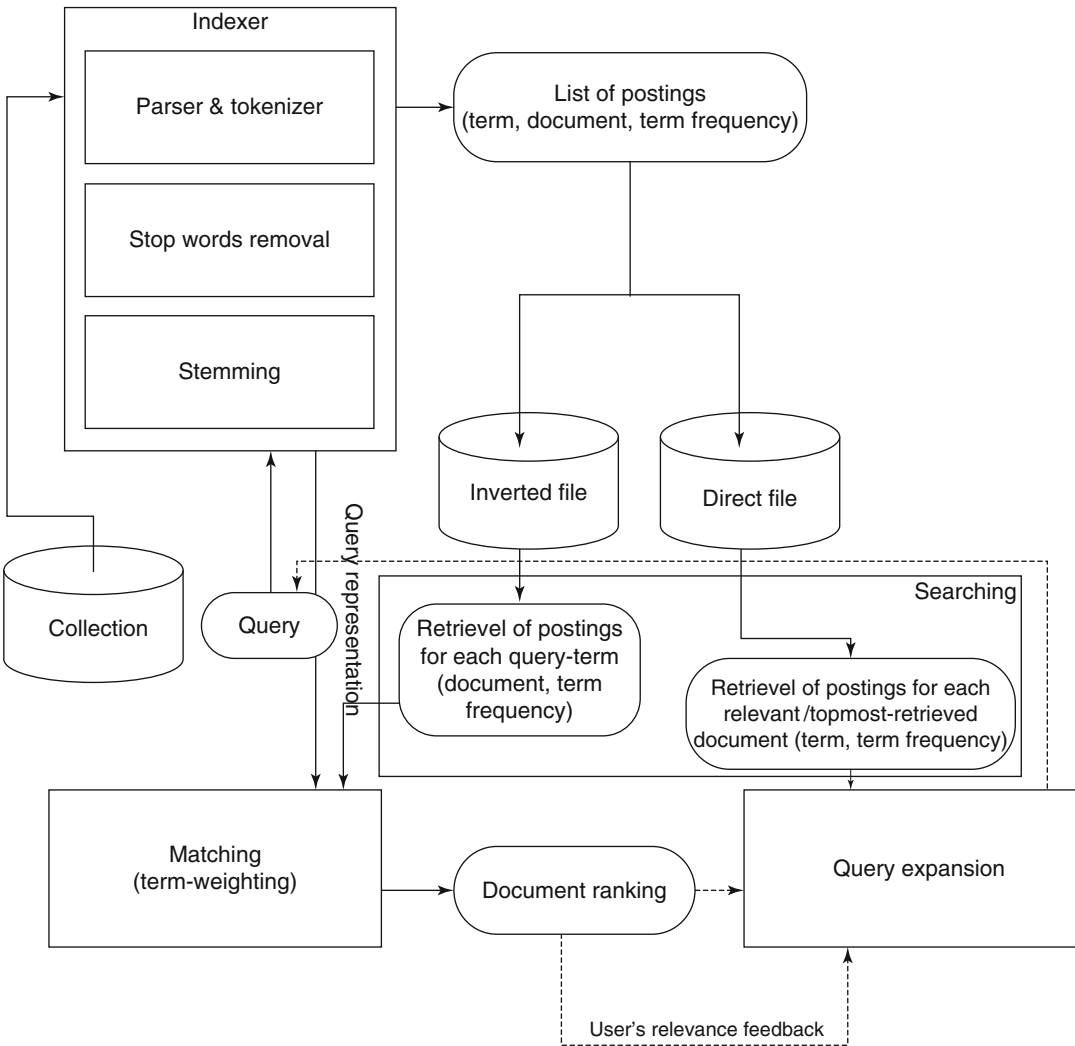 Indexer
Parser & tokenizer
Stop words removal
Stemming
List of postings
(term, document, term frequency)
Inverted file
Direct file
Collection
Query
Query representation
Searching
Retrievel of postings
for each query-term
(document, term
frequency)
Retrievel of postings for each
relevant/topmost-retrieved
document (term, term frequency)
Matching
(term-weighting)
Document ranking
Query expansion
User's relevance feedback